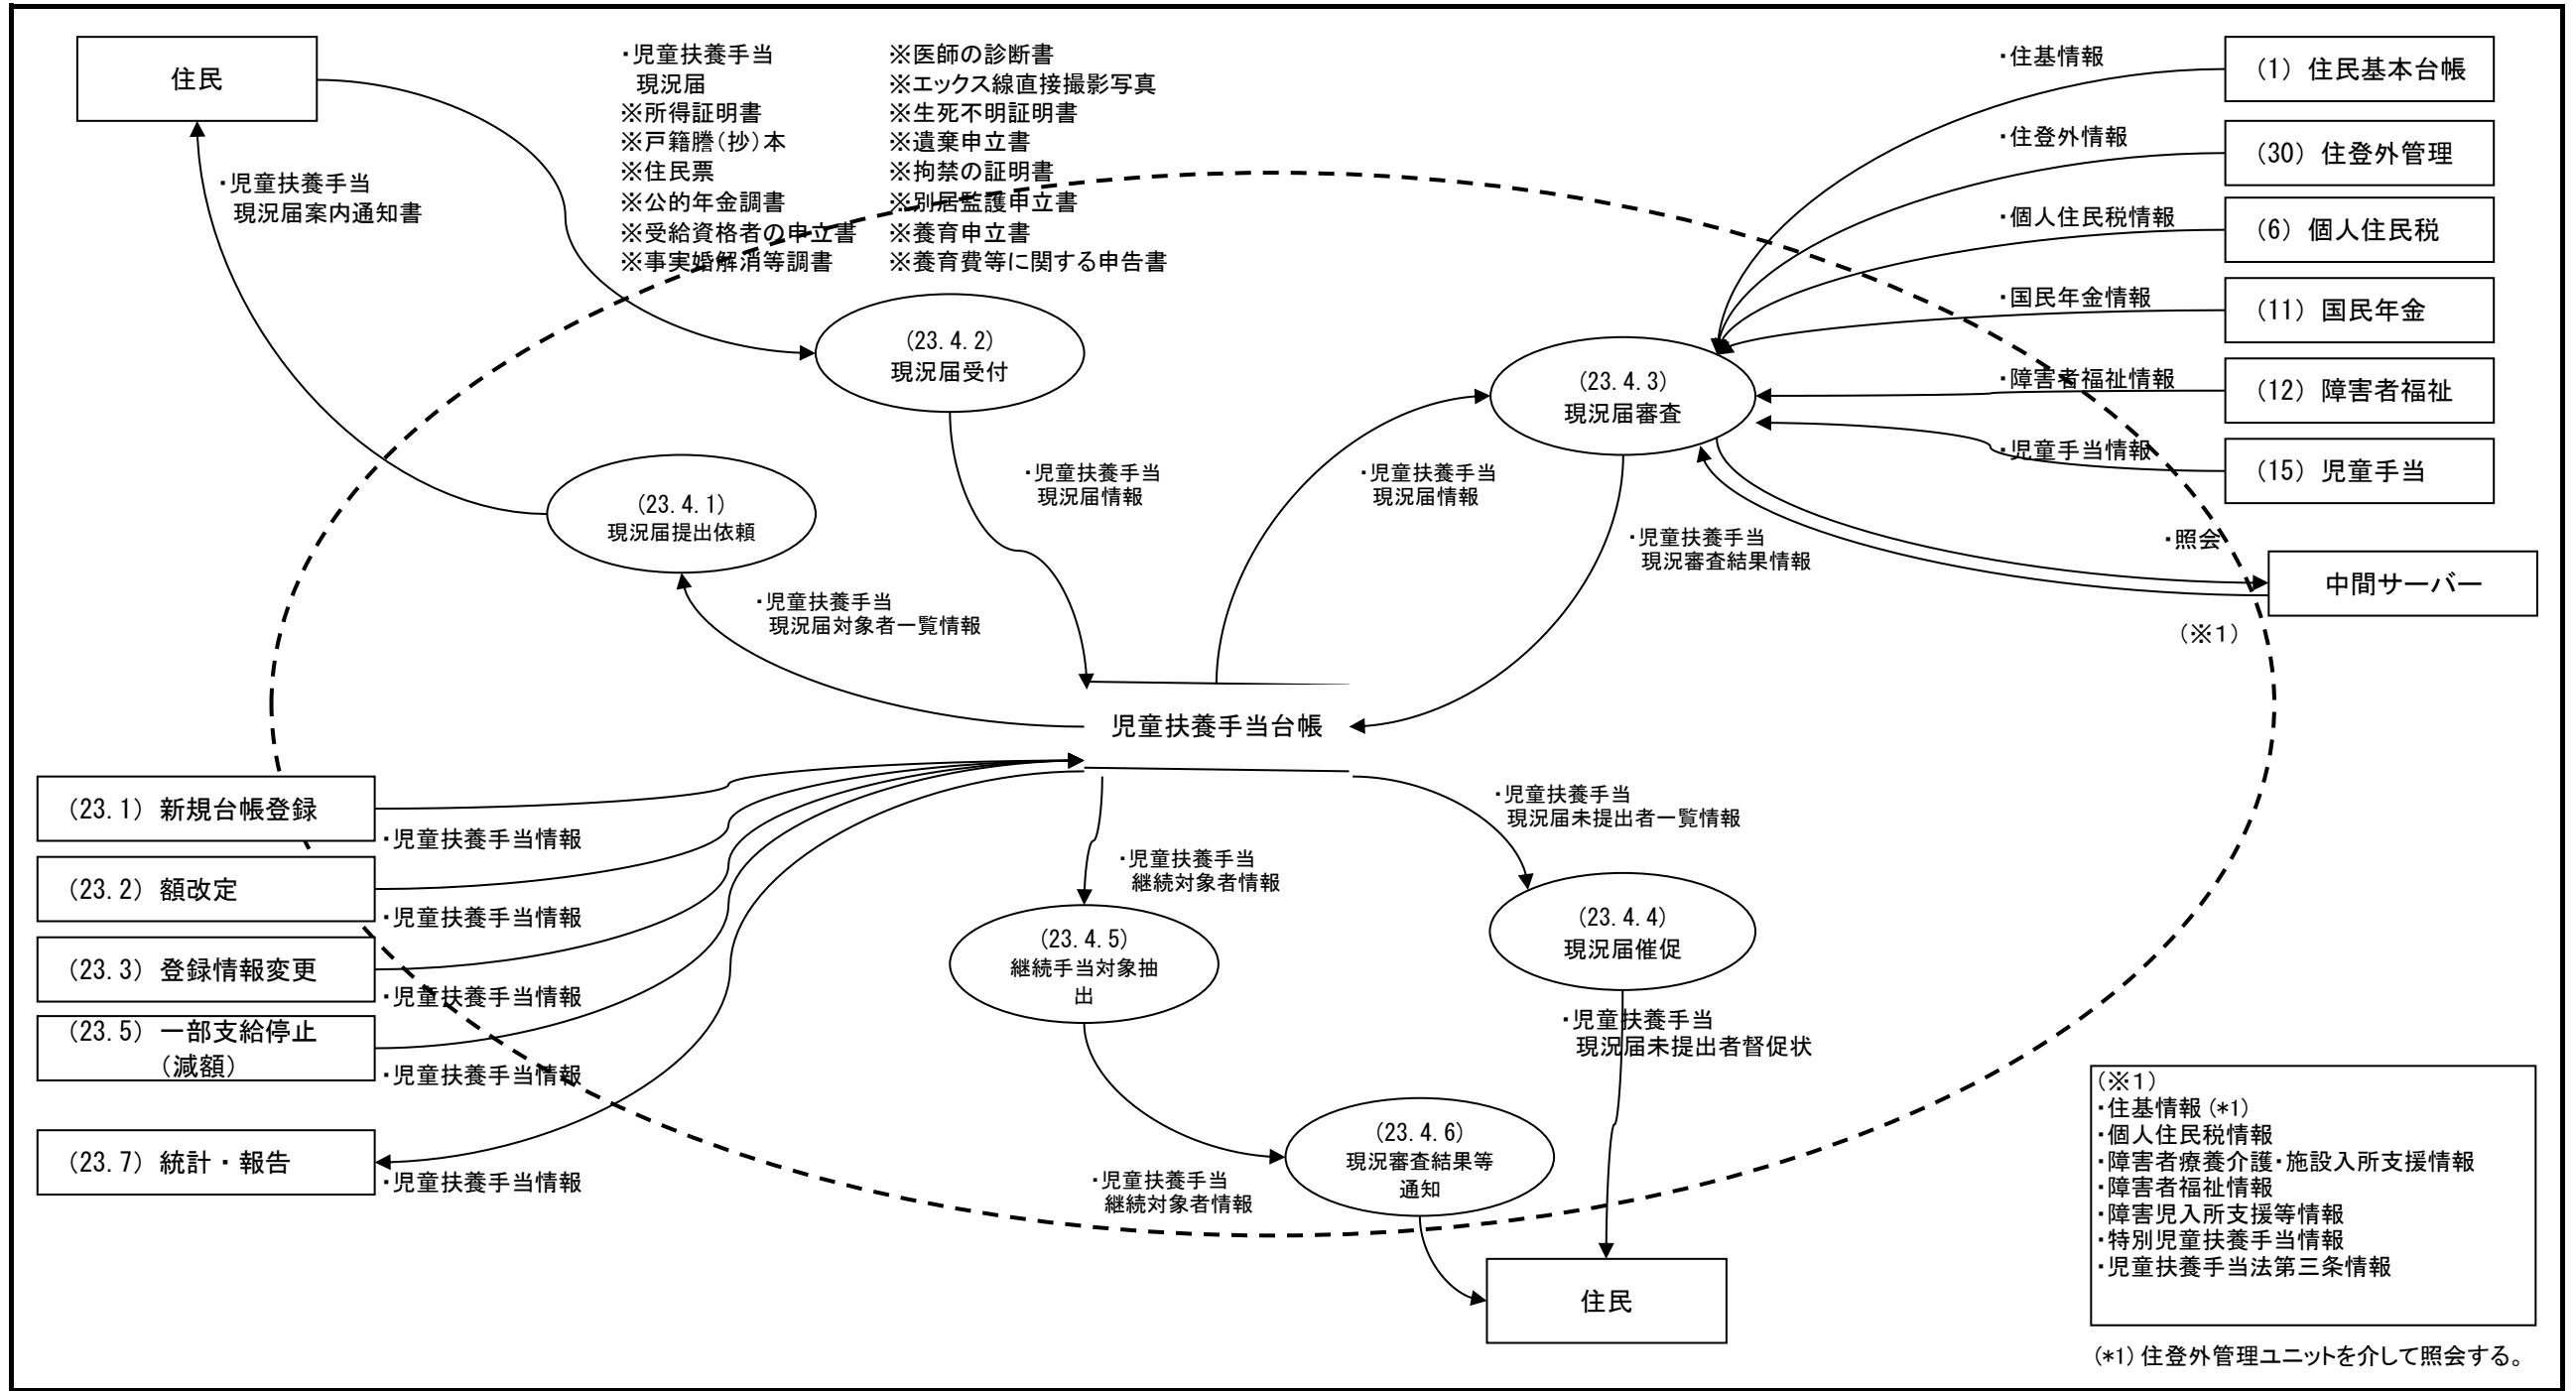 住民
・児童扶養手当
現況届案内通知書
・児童扶養手当
現況届
※所得証明書
※戸籍謄（抄）本
※住民票
※公的年金調書
※受給資格者の申立書
※事実婚解消等調書
※医師の診断書
※エックス線直接撮影写真
※生死不明証明書
※遺棄申立書
※拘禁の証明書
※別居監護申立書
※養育申立書
※養育費等に関する申告書
・住基情報
（1）住民基本台帳
・住登外情報
（30）住登外管理
・個人住民税情報
（6）個人住民税
・国民年金情報
（11）国民年金
・障害者福祉情報
（12）障害者福祉
・児童手当情報
（15）児童手当
・照会
中間サーバー
（※1）
（23.4.2）
現況届受付
（23.4.3）
現況届審査
（23.4.1）
現況届提出依頼
・児童扶養手当
現況届情報
・児童扶養手当
現況届情報
・児童扶養手当
現況審査結果情報
・児童扶養手当
現況届対象者一覧情報
児童扶養手当台帳
（23.1）新規台帳登録
・児童扶養手当情報
（23.2）額改定
・児童扶養手当情報
（23.3）登録情報変更
・児童扶養手当情報
（23.5）一部支給停止
（減額）
・児童扶養手当情報
（23.7）統計・報告
・児童扶養手当情報
・児童扶養手当
継続対象者情報
（23.4.5）
継続手当対象抽
出
・児童扶養手当
現況届未提出者一覧情報
（23.4.4）
現況届催促
・児童扶養手当
現況届未提出者督促状
・児童扶養手当
継続対象者情報
（23.4.6）
現況審査結果等
通知
住民
（※1）
・住基情報(*1)
・個人住民税情報
・障害者療養介護・施設入所支援情報
・障害者福祉情報
・障害児入所支援等情報
・特別児童扶養手当情報
・児童扶養手当法第三条情報
(*1)住登外管理ユニットを介して照会する。